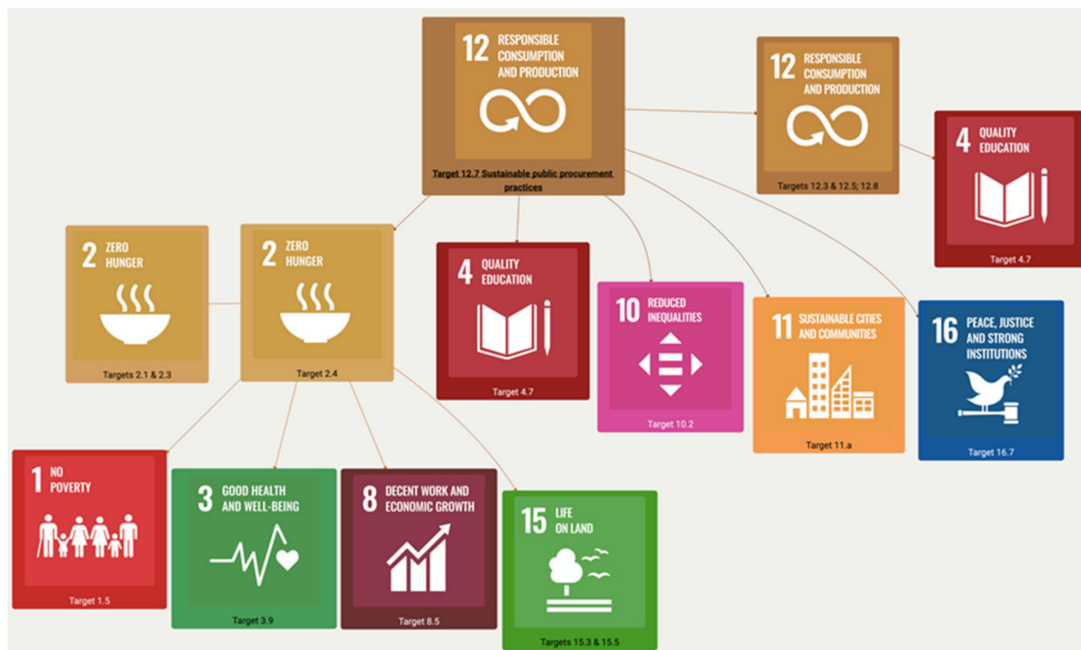 12 RESPONSIBLE
CONSUMPTION
AND PRODUCTION
Target 12.7 Sustainable public procurement
practices
12 RESPONSIBLE
CONSUMPTION
AND PRODUCTION
Targets 12.3 & 12.5; 12.8
4 QUALITY
EDUCATION
Target 4.7
2 ZERO
HUNGER
Targets 2.1 & 2.3
2 ZERO
HUNGER
Target 2.4
4 QUALITY
EDUCATION
Target 4.7
10 REDUCED
INEQUALITIES
Target 10.2
11 SUSTAINABLE CITIES
AND COMMUNITIES
Target 11.a
16 PEACE, JUSTICE
AND STRONG
INSTITUTIONS
Target 16.7
1 NO
POVERTY
Target 1.5
3 GOOD HEALTH
AND WELL-BEING
Target 3.9
8 DECENT WORK AND
ECONOMIC GROWTH
Target 8.5
15 LIFE
ON LAND
Targets 15.3 & 15.5